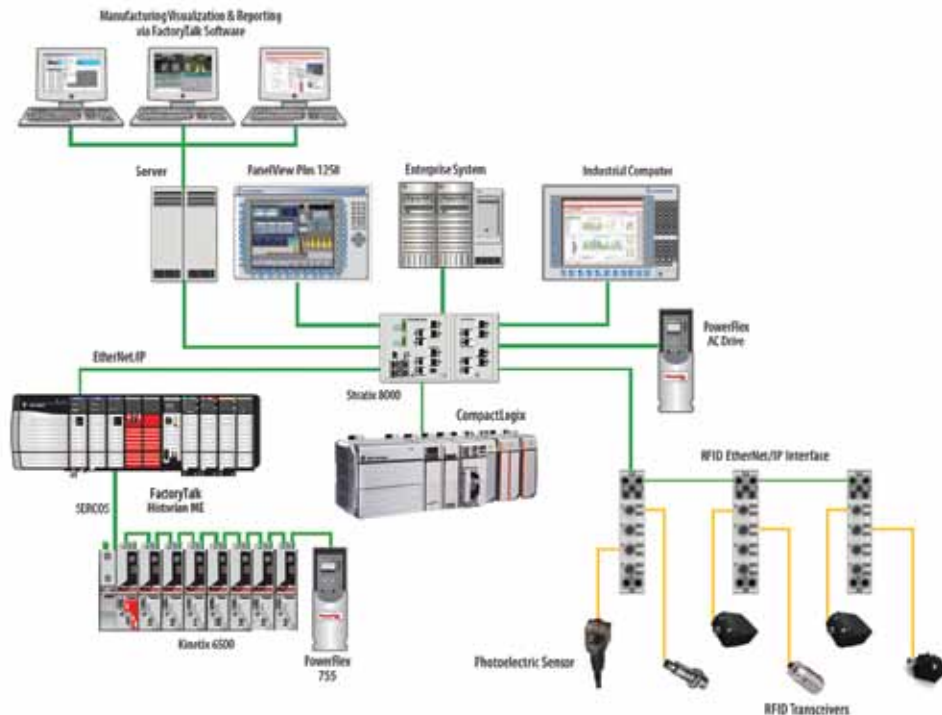 Manufacturing Visualization & Reporting
via FactoryTalk Software
Server
PanelView Plus 1250
Enterprise System
Industrial Computer
PowerFlex
AC Drive
EtherNet/IP
Stratix 8000
CompactLogix
RFID EtherNet/IP Interface
FactoryTalk
Historian ME
SERCOS
Kinetix 6500
PowerFlex
755
Photoelectric Sensor
RFID Transceivers